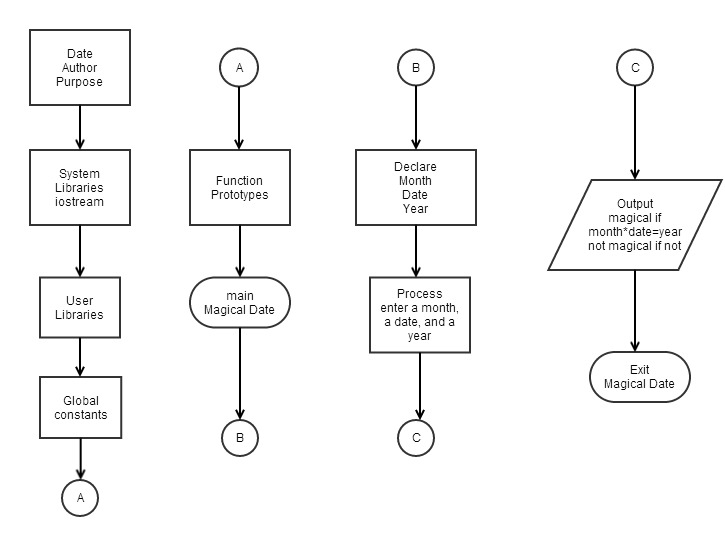 Date
Author
Purpose
System
Libraries
iostream
User
Libraries
Global
constants
A
A
Function
Prototypes
main
Magical Date
B
B
Declare
Month
Date
Year
Process
enter a month,
a date, and a
year
C
C
Output
magical if
month*date=year
not magical if not
Exit
Magical Date